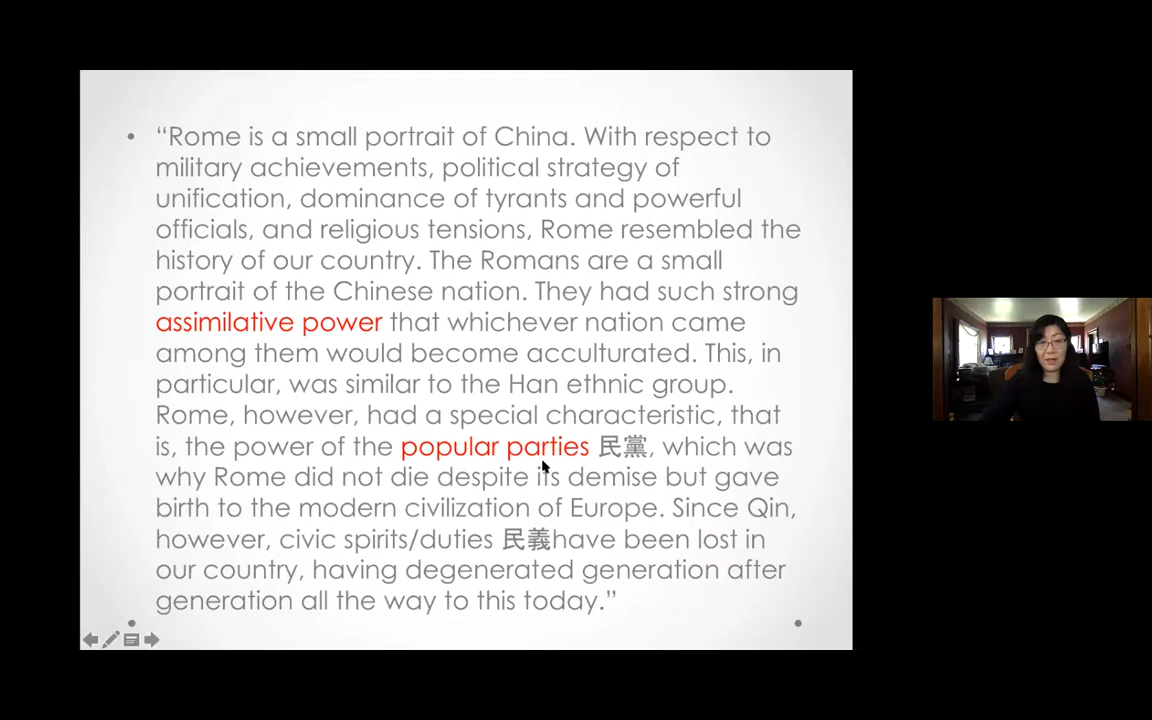 “Rome is a small portrait of China. With respect to
military achievements, political strategy of
unification, dominance of tyrants and powerful
officials, and religious tensions, Rome resembled the
history of our country. The Romans are a small
portrait of the Chinese nation. They had such strong
assimilative power that whichever nation came
among them would become acculturated. This, in
particular, was similar to the Han ethnic group.
Rome, however, had a special characteristic, that
is, the power of the popular parties 民黨, which was
why Rome did not die despite its demise but gave
birth to the modern civilization of Europe. Since Qin,
however, civic spirits/duties 民義have been lost in
our country, having degenerated generation after
generation all the way to this today.”